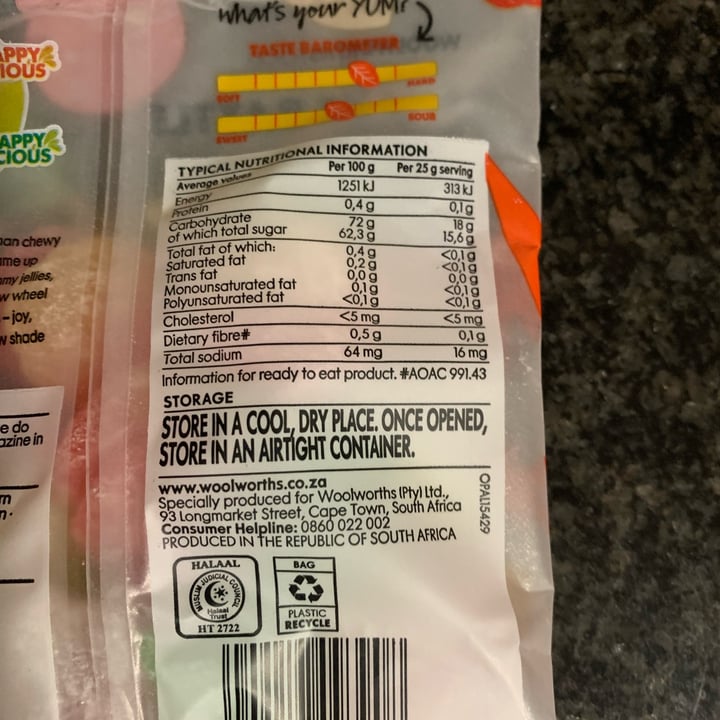 what's your YUM?
TASTE BAROMETER
SOFT HARD
SWEET SOUR
APPY
IOUS
APPY
CIOUS
an chewy
me up
my jellies,
w wheel
- joy,
w shade
e do
azine in
TYPICAL NUTRITIONAL INFORMATION
Average values Per 100 g Per 25 g serving
Energy 1251 kJ 313 kJ
Protein 0,4 g 0,1g
Carbohydrate 72 g 18 g
of which total sugar 62,3 g 15,6 g
Total fat of which: 0,4 g <0,1 g
Saturated fat 0,2 g <0,1 g
Trans fat 0,0 g 0,0 g
Monounsaturated fat 0,1 g <0,1 g
Polyunsaturated fat <0,1 g <0,1 g
Cholesterol <5 mg <5 mg
Dietary fibre# 0,5 g 0,1 g
Total sodium 64 mg 16 mg
Information for ready to eat product. #AOAC 991.43
STORAGE
STORE IN A COOL, DRY PLACE. ONCE OPENED,
STORE IN AN AIRTIGHT CONTAINER.
www.woolworths.co.za
Specially produced for Woolworths (Pty) Ltd.,
93 Longmarket Street, Cape Town, South Africa
Consumer Helpline: 0860 022 002
PRODUCED IN THE REPUBLIC OF SOUTH AFRICA
OPAL15429
HALAAL
MUSLIM JUDICIAL COUNCIL
Halaal
Trust
HT 2722
BAG
PLASTIC
RECYCLE